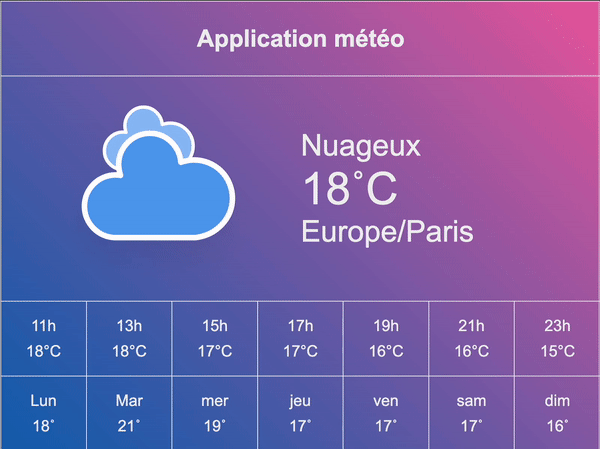 Application météo
Nuageux
18˚C
Europe/Paris
11h 13h 15h 17h 19h 21h 23h
18°C 18°C 17°C 17°C 16°C 16°C 15°C
Lun Mar mer jeu ven sam dim
18˚ 21˚ 19˚ 17˚ 17˚ 17˚ 16˚